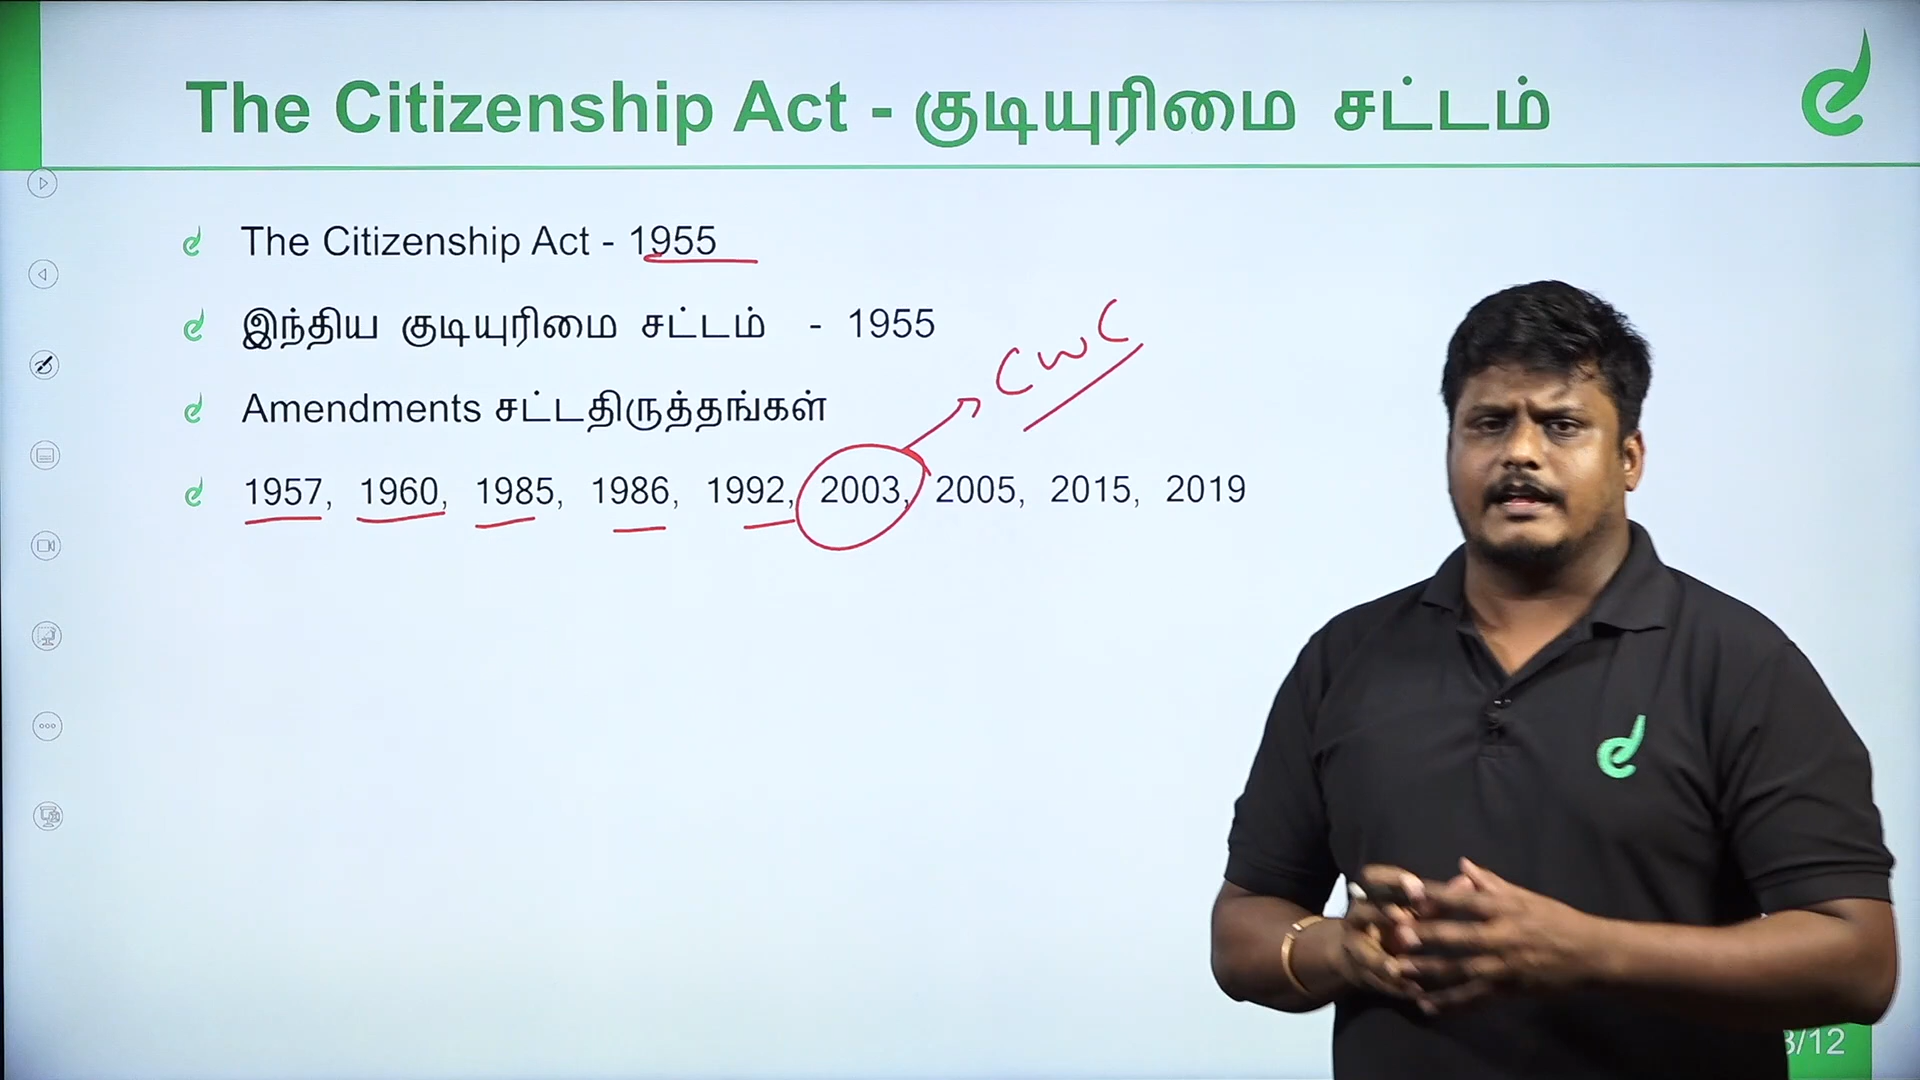 The Citizenship Act - குடியுரிமை சட்டம்
The Citizenship Act - 1955
இந்திய குடியுரிமை சட்டம் - 1955
CWC
Amendments சட்டதிருத்தங்கள்
1957, 1960, 1985, 1986, 1992, 2003, 2005, 2015, 2019
/12